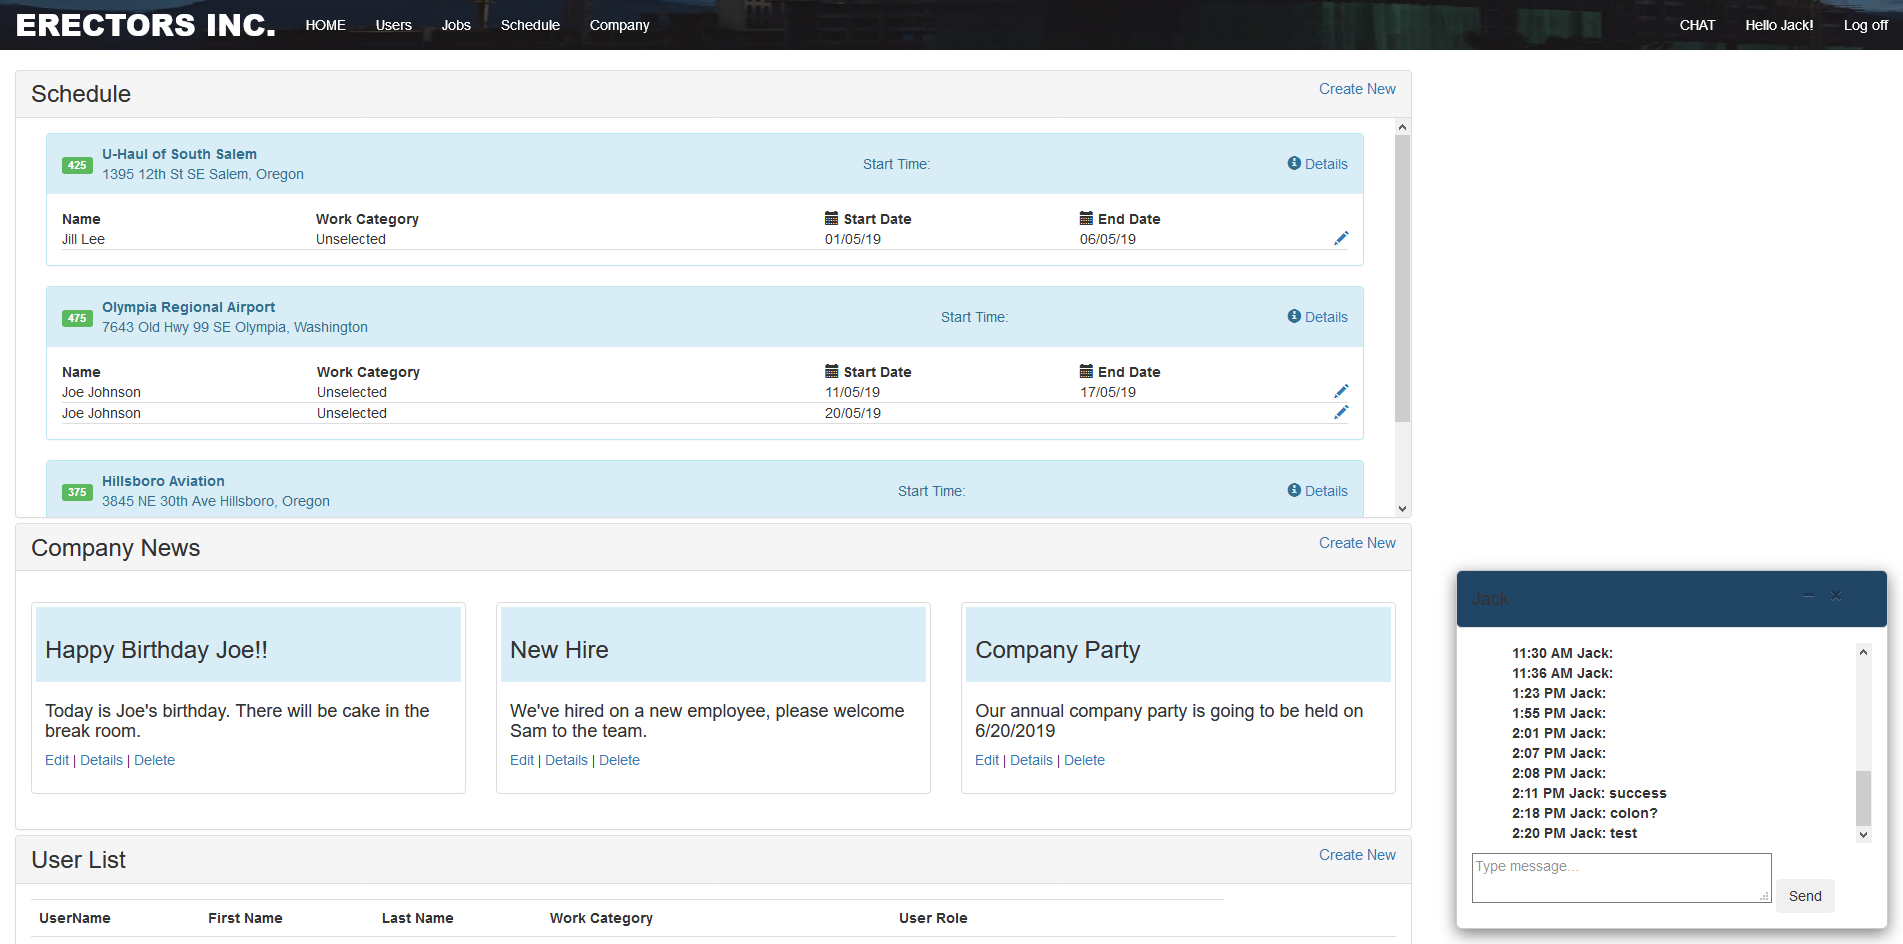 ERECTORS INC. HOME Users Jobs Schedule Company CHAT Hello Jack! Log off
Schedule Create New
425 U-Haul of South Salem
1395 12th St SE Salem, Oregon
Start Time: Details
Name Work Category Start Date End Date
Jill Lee Unselected 01/05/19 06/05/19
475 Olympia Regional Airport
7643 Old Hwy 99 SE Olympia, Washington
Start Time: Details
Name Work Category Start Date End Date
Joe Johnson Unselected 11/05/19 17/05/19
Joe Johnson Unselected 20/05/19
375 Hillsboro Aviation
3845 NE 30th Ave Hillsboro, Oregon
Start Time: Details
Company News Create New
Happy Birthday Joe!!
Today is Joe's birthday. There will be cake in the
break room.
Edit | Details | Delete
New Hire
We've hired on a new employee, please welcome
Sam to the team.
Edit | Details | Delete
Company Party
Our annual company party is going to be held on
6/20/2019
Edit | Details | Delete
User List Create New
UserName First Name Last Name Work Category User Role
Jack
11:30 AM Jack:
11:36 AM Jack:
1:23 PM Jack:
1:55 PM Jack:
2:01 PM Jack:
2:07 PM Jack:
2:08 PM Jack:
2:11 PM Jack: success
2:18 PM Jack: colon?
2:20 PM Jack: test
Type message...
Send